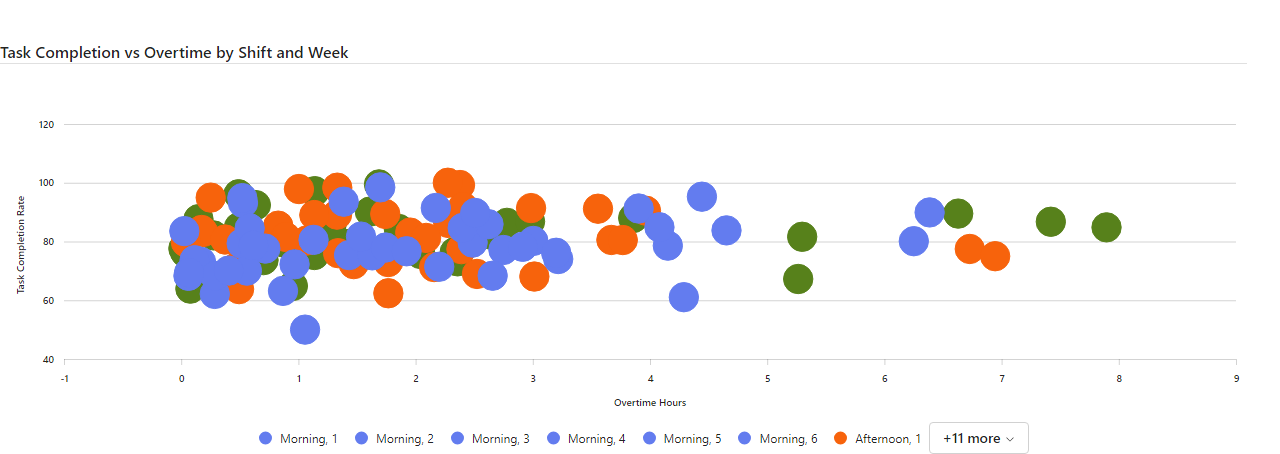 Task Completion vs Overtime by Shift and Week
Task Completion Rate
120
100
80
60
40
-1 0 1 2 3 4 5 6 7 8 9
Overtime Hours
Morning, 1 Morning, 2 Morning, 3 Morning, 4 Morning, 5 Morning, 6 Afternoon, 1 +11 more